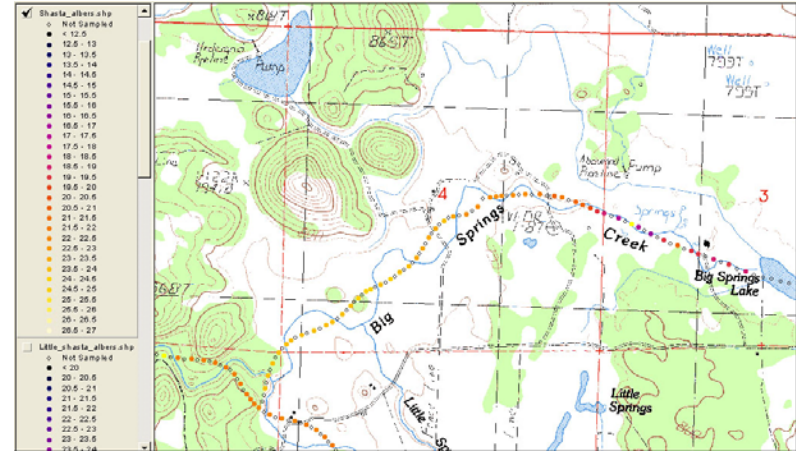 Shasta_albers.shp
Not Sampled
< 12.5
12.5 - 13
13 - 13.5
13.5 - 14
14 - 14.5
14.5 - 15
15 - 15.5
15.5 - 16
16 - 16.5
16.5 - 17
17 - 17.5
17.5 - 18
18 - 18.5
18.5 - 19
19 - 19.5
19.5 - 20
20 - 20.5
20.5 - 21
21 - 21.5
21.5 - 22
22 - 22.5
22.5 - 23
23 - 23.5
23.5 - 24
24 - 24.5
24.5 - 25
25 - 25.5
25.5 - 26
26 - 26.5
26.5 - 27
Little_shasta_albers.shp
Not Sampled
< 20
20 - 20.5
20.5 - 21
21 - 21.5
21.5 - 22
22 - 22.5
22.5 - 23
23 - 23.5
23.5 - 24
Pipeline
Pump
Well
799T
Well
799T
Pump
4
3
Springs
Springs
Creek
Big Springs
Lake
Big
Little
Springs
Little